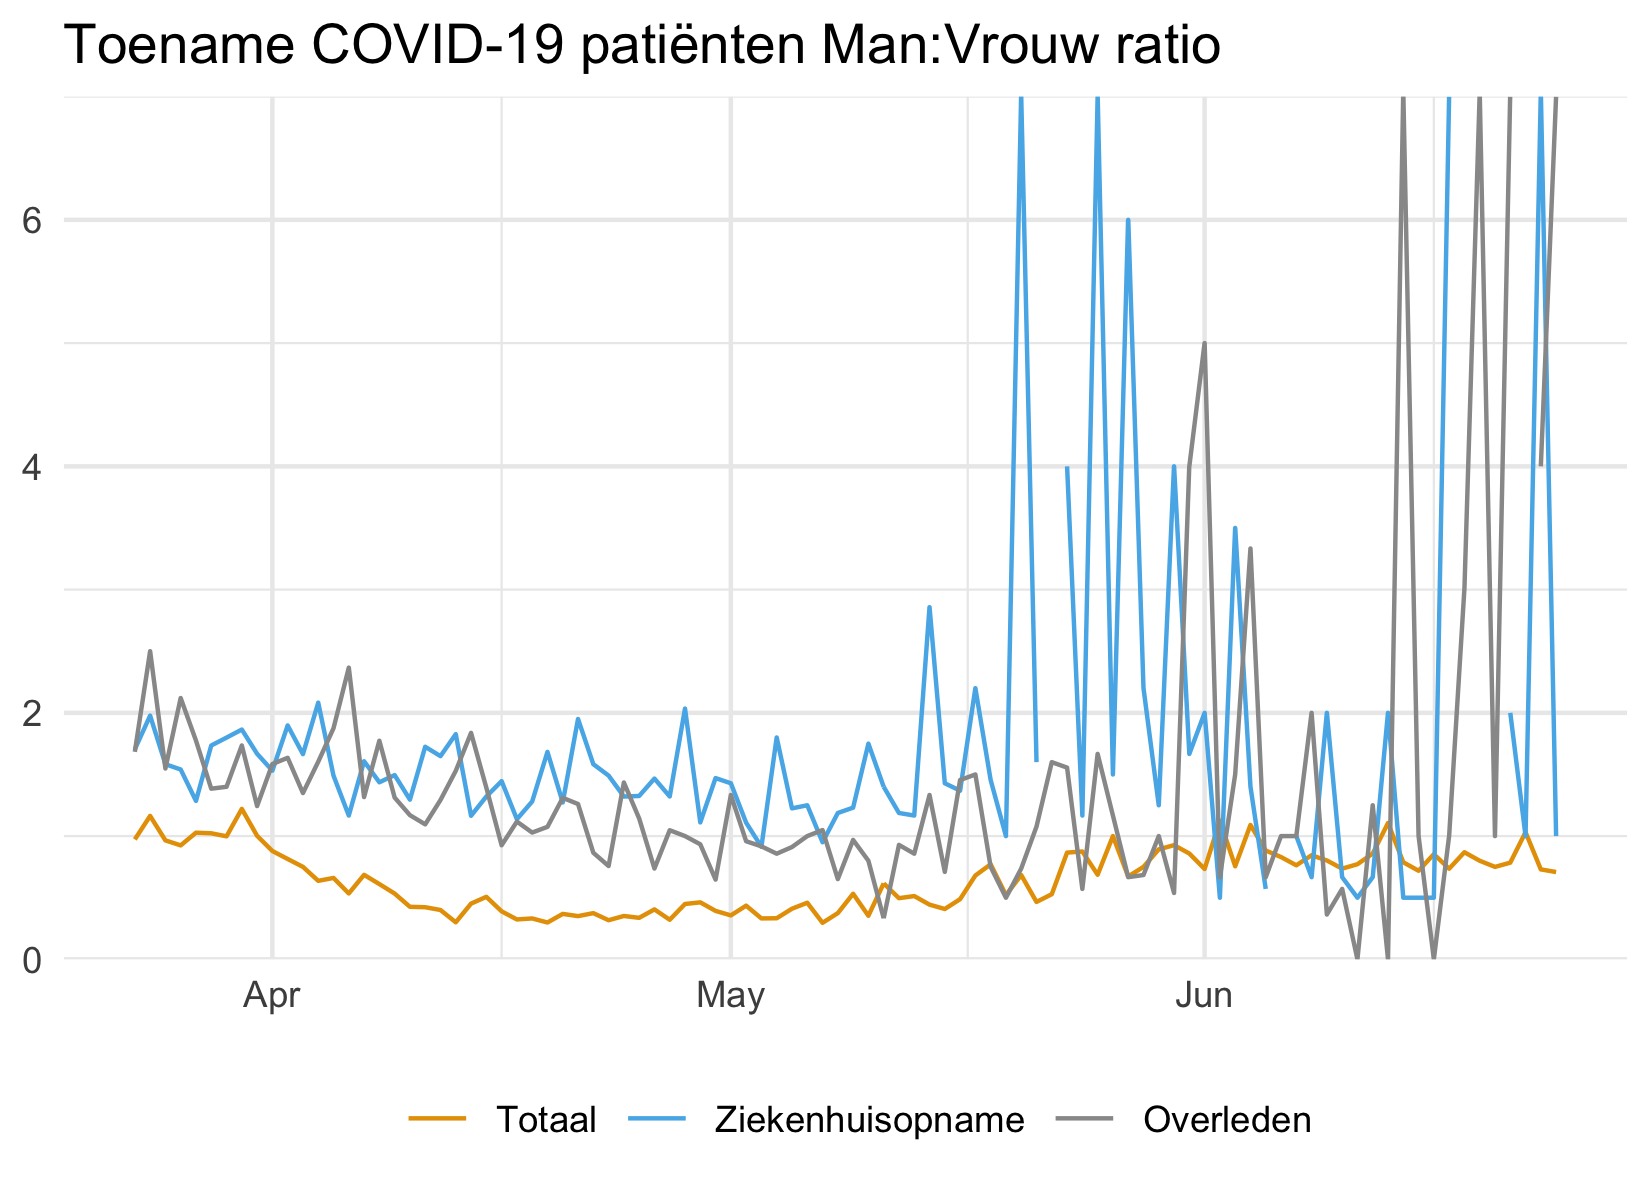 Toename COVID-19 patiënten Man:Vrouw ratio
6
4
2
0
Apr May Jun
Totaal Ziekenhuisopname Overleden